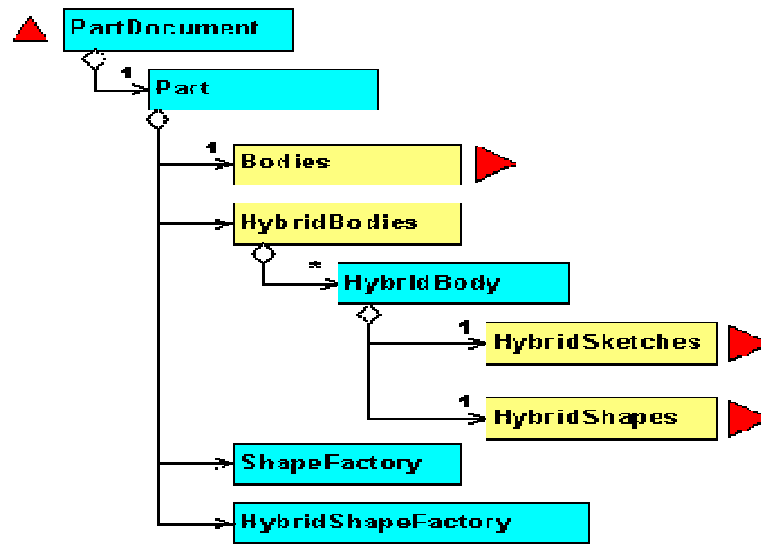 PartDocument
1
Part
1
Bodies
HybridBodies
*
HybridBody
1
HybridSketches
1
HybridShapes
ShapeFactory
HybridShapeFactory